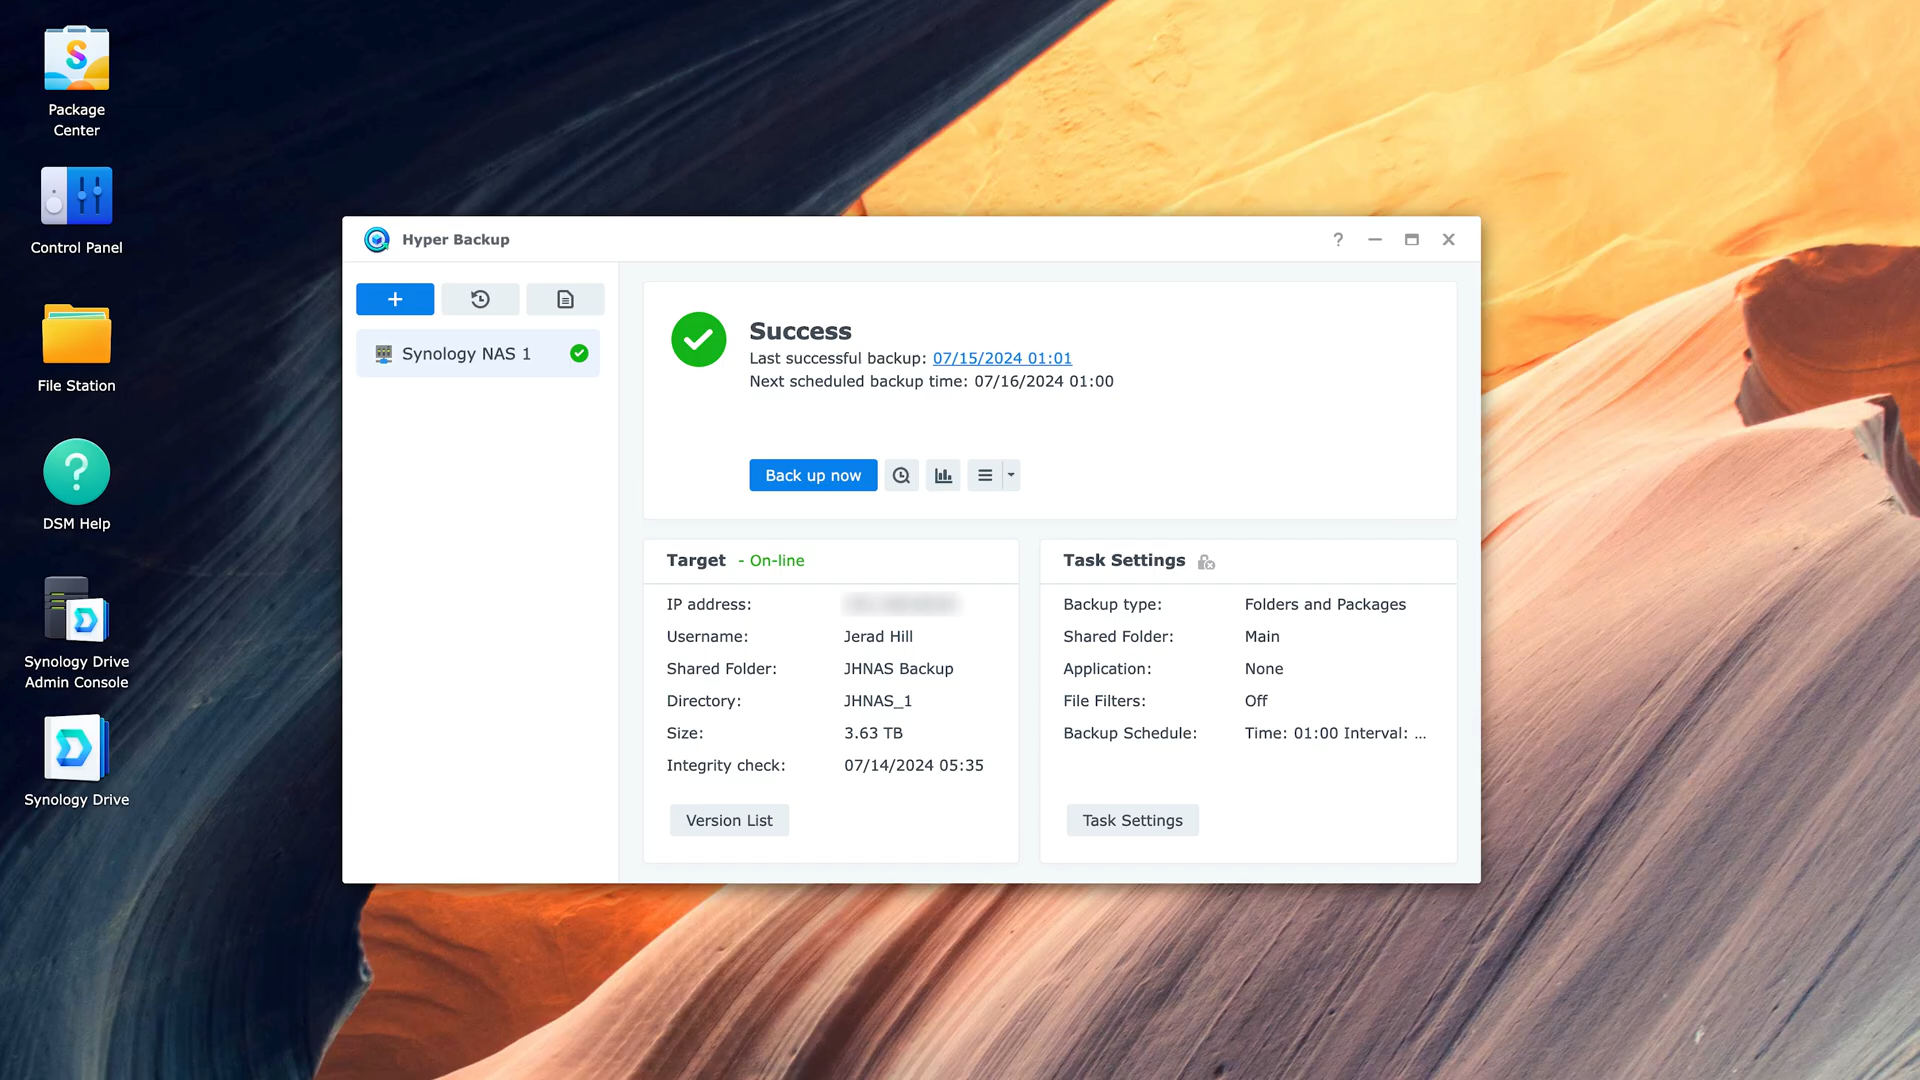 Package
Center
Control Panel
File Station
DSM Help
Synology Drive
Admin Console
Synology Drive
Hyper Backup
Synology NAS 1
Success
Last successful backup: 07/15/2024 01:01
Next scheduled backup time: 07/16/2024 01:00
Back up now
Target - On-line
IP address:
Username: Jerad Hill
Shared Folder: JHNAS Backup
Directory: JHNAS_1
Size: 3.63 TB
Integrity check: 07/14/2024 05:35
Version List
Task Settings
Backup type: Folders and Packages
Shared Folder: Main
Application: None
File Filters: Off
Backup Schedule: Time: 01:00 Interval: ...
Task Settings